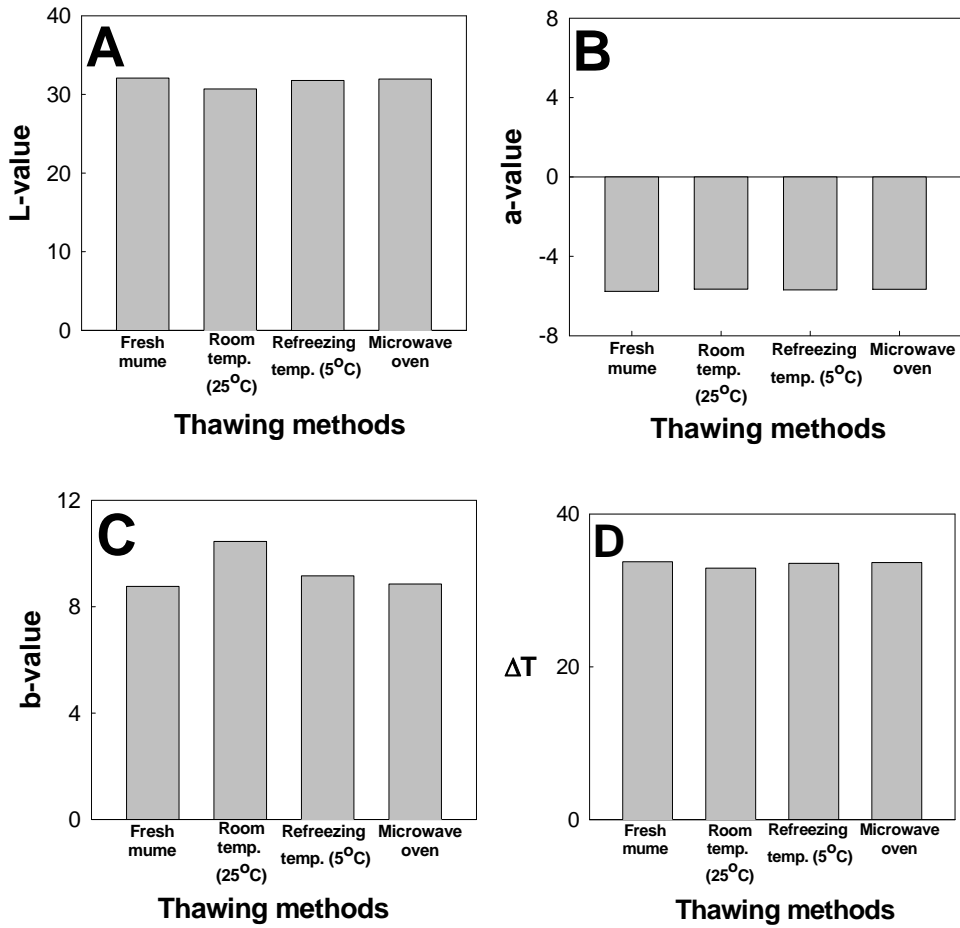 A
L-value
40
30
20
10
0
Fresh mume
Room temp. (25°C)
Refreezing temp. (5°C)
Microwave oven
Thawing methods
B
a-value
8
4
0
-4
-8
Fresh mume
Room temp. (25°C)
Refreezing temp. (5°C)
Microwave oven
Thawing methods
C
b-value
12
8
4
0
Fresh mume
Room temp. (25°C)
Refreezing temp. (5°C)
Microwave oven
Thawing methods
D
ΔT
40
20
0
Fresh mume
Room temp. (25°C)
Refreezing temp. (5°C)
Microwave oven
Thawing methods